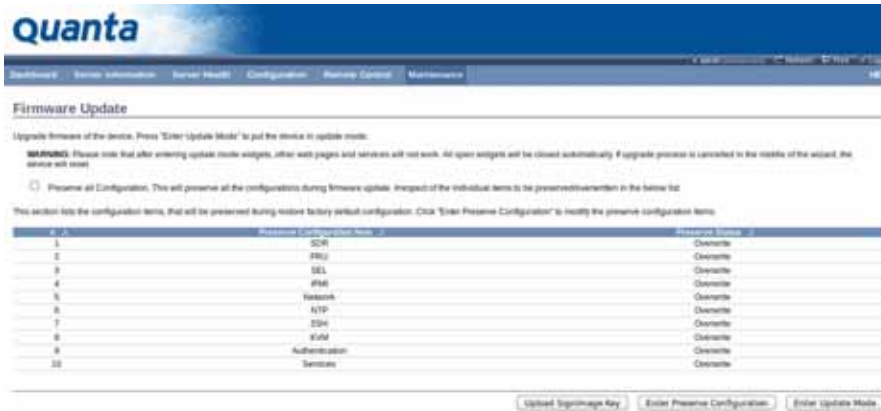 Quanta
Refresh Print
Dashboard Server Information Server Health Configuration Remote Control Maintenance
Firmware Update
Upgrade firmware of the device. Press "Enter Update Mode" to put the device in update mode.
WARNING: Please note that after entering update mode widgets, other web pages and services will not work. All open widgets will be closed automatically. If upgrade process is cancelled in the middle of the wizard, the
device will reset.
Preserve all Configuration. This will preserve all the configurations during firmware update, irrespect of the individual items to be preserved/overwritten in the below list
This section lists the configuration items, that will be preserved during restore factory default configuration. Click "Enter Preserve Configuration" to modify the preserve configuration items.
# Preserve Configuration Item Preserve Status
1 SDR Overwrite
2 FRU Overwrite
3 SEL Overwrite
4 IPMI Overwrite
5 Network Overwrite
6 NTP Overwrite
7 SSH Overwrite
8 KVM Overwrite
9 Authentication Overwrite
10 Services Overwrite
Upload SignImage Key Enter Preserve Configuration Enter Update Mode